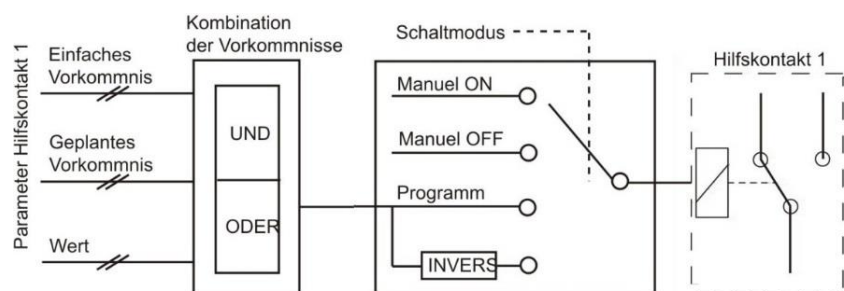 Kombination
der Vorkommnisse
Schaltmodus
Hilfskontakt 1
Parameter Hilfskontakt 1
Einfaches
Vorkommnis
Geplantes
Vorkommnis
Wert
UND
ODER
Manuel ON
Manuel OFF
Programm
INVERS